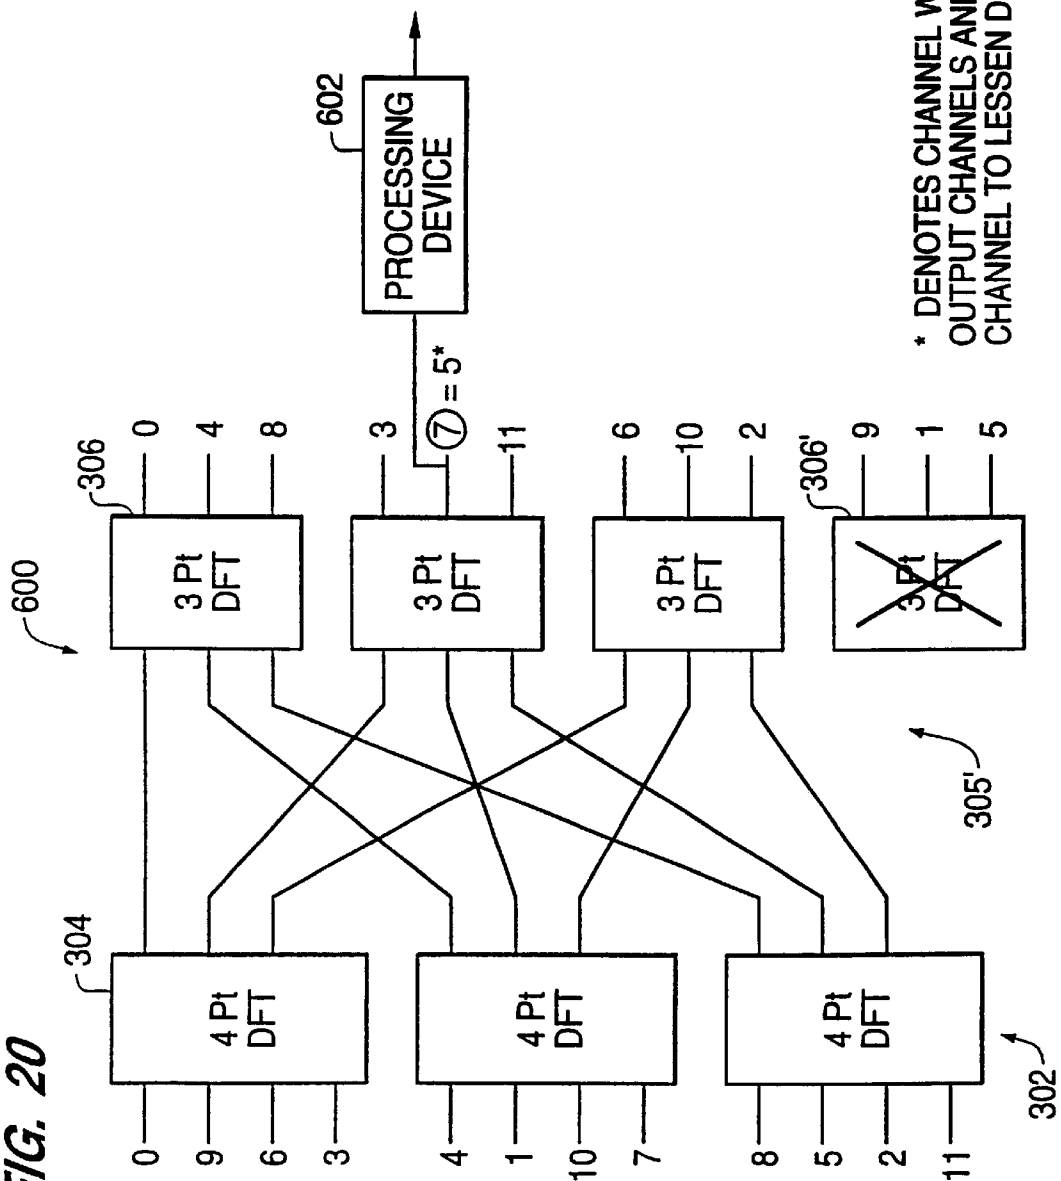 FIG. 20
600
304
306
602
0
9
6
3
4 Pt
DFT
3 Pt
DFT
0
4
8
PROCESSING
DEVICE
4
1
10
7
4 Pt
DFT
3 Pt
DFT
3
7 = 5*
11
8
5
2
11
4 Pt
DFT
3 Pt
DFT
6
10
2
306'
3 Pt
DFT
9
1
5
302
305'
* DENOTES CHANNEL
OUTPUT CHANNELS
CHANNEL TO LESSEN